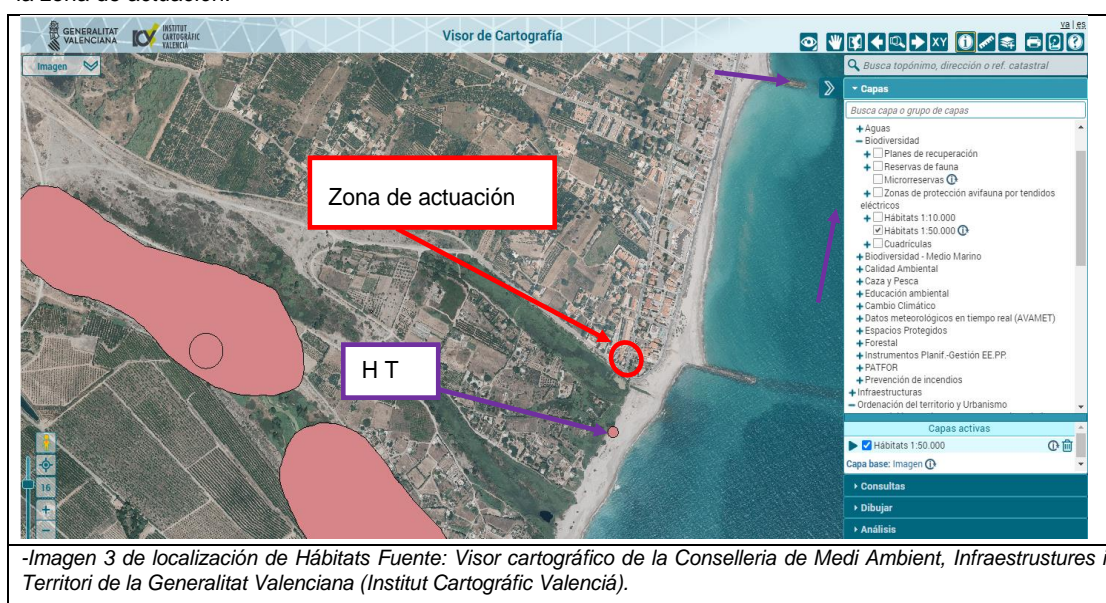 la zona de actuación.
GENERALITAT
VALENCIANA
INSTITUT
CARTOGRÀFIC
VALENCIÀ
Visor de Cartografía
va | es
XY
Imagen
Busca topónimo, dirección o ref. catastral
Capas
Busca capa o grupo de capas
Aguas
Biodiversidad
Planes de recuperación
Reservas de fauna
Microrreservas
Zonas de protección avifauna por tendidos
eléctricos
Hábitats 1:10.000
Hábitats 1:50.000
Cuadrículas
Biodiversidad - Medio Marino
Calidad Ambiental
Caza y Pesca
Educación ambiental
Cambio Climático
Datos meteorológicos en tiempo real (AVAMET)
Espacios Protegidos
Forestal
Instrumentos Planif.-Gestión EE.PP.
PATFOR
Prevención de incendios
Infraestructuras
Ordenación del territorio y Urbanismo
Capas activas
Hábitats 1:50.000
Capa base: Imagen
Consultas
Dibujar
Análisis
Zona de actuación
H T
16
-Imagen 3 de localización de Hábitats Fuente: Visor cartográfico de la Conselleria de Medi Ambient, Infraestrustures i
Territori de la Generalitat Valenciana (Institut Cartográfic Valenciá).